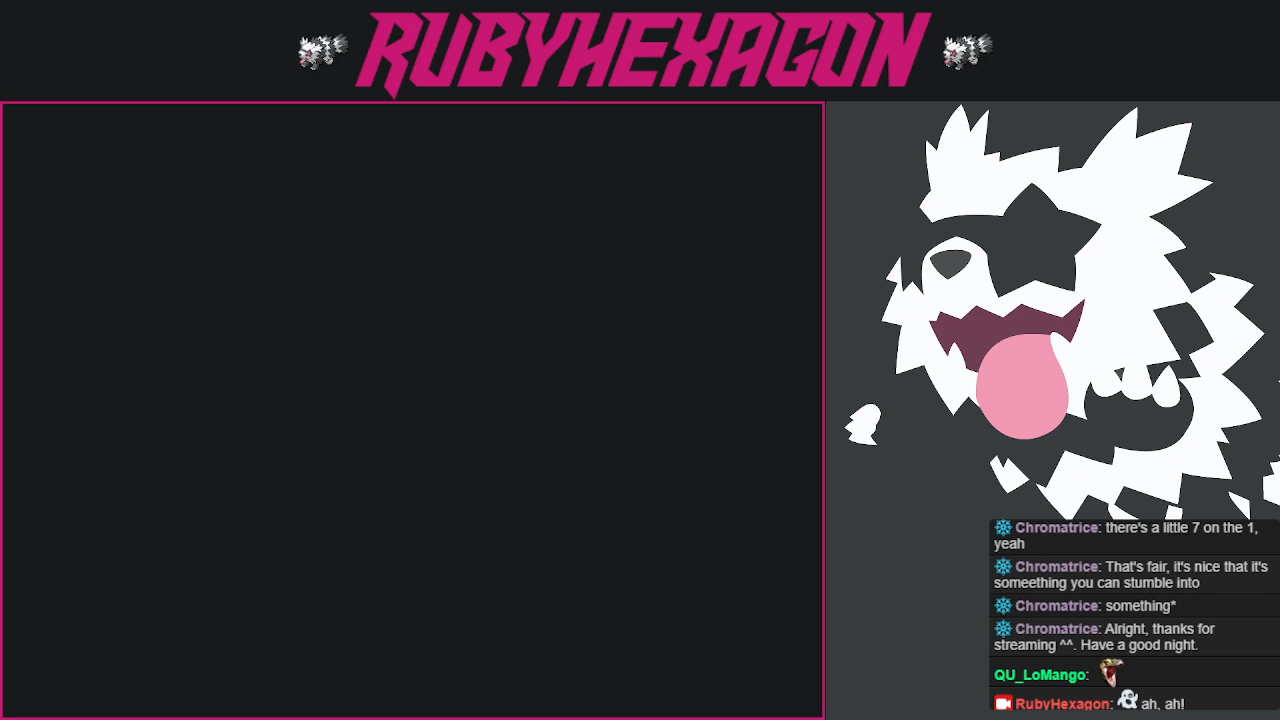 RUBYHEXAGON
Chromatrice: there's a little 7 on the 1,
yeah
Chromatrice: That's fair, it's nice that it's
someething you can stumble into
Chromatrice: something*
Chromatrice: Alright, thanks for
streaming ^^. Have a good night.
QU_LoMango:
RubyHexagon: ah, ah!